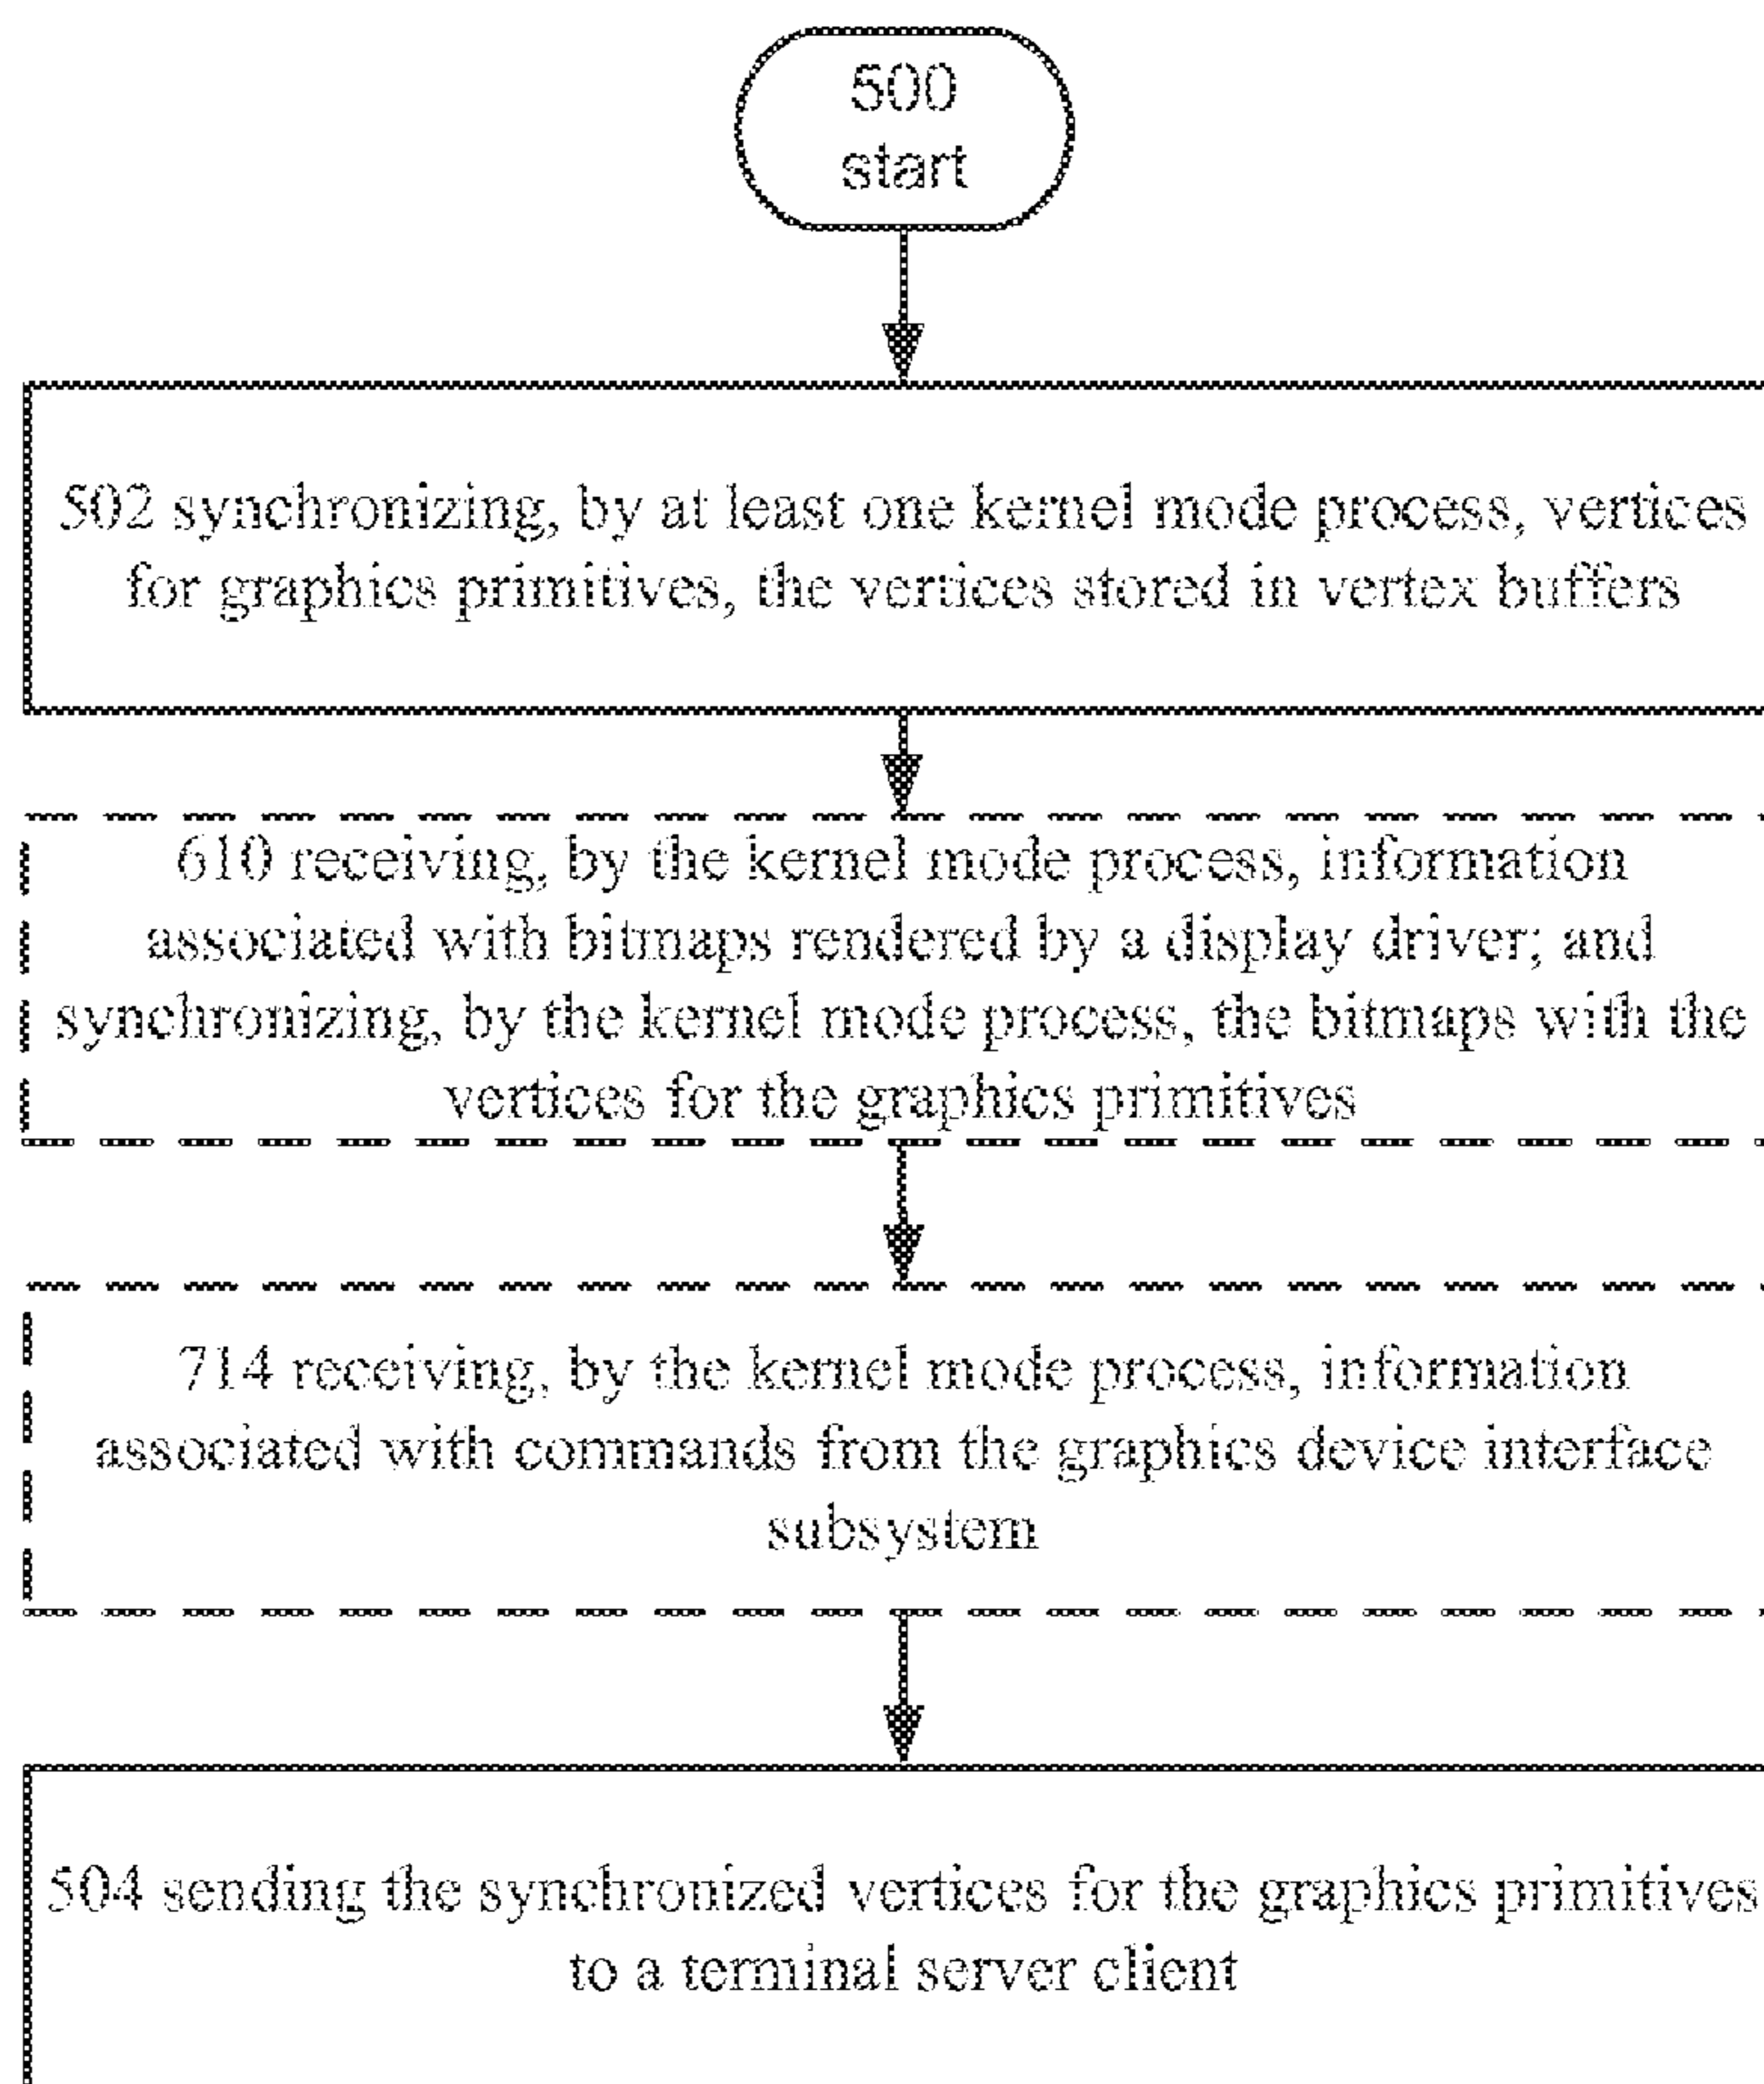 500
start
502 synchronizing, by at least one kernel mode process, vertices
for graphics primitives, the vertices stored in vertex buffers
610 receiving, by the kernel mode process, information
associated with bitmaps rendered by a display driver; and
synchronizing, by the kernel mode process, the bitmaps with the
vertices for the graphics primitives
714 receiving, by the kernel mode process, information
associated with commands from the graphics device interface
subsystem
504 sending the synchronized vertices for the graphics primitives
to a terminal server client